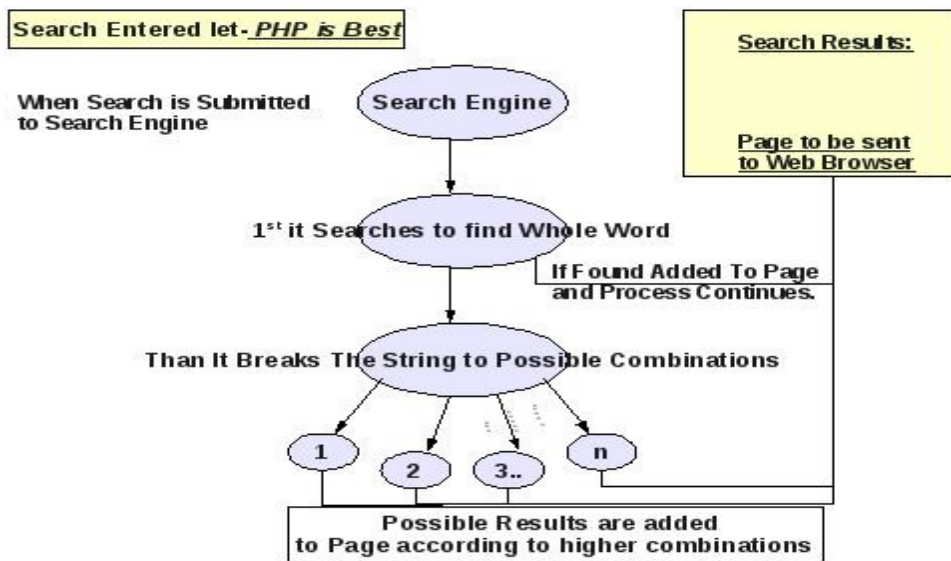 Search Entered let- PHP is Best
Search Results:
Page to be sent
to Web Browser
When Search is Submitted
to Search Engine
Search Engine
1st it Searches to find Whole Word
If Found Added To Page
and Process Continues.
Than It Breaks The String to Possible Combinations
1
2
3..
n
Possible Results are added
to Page according to higher combinations